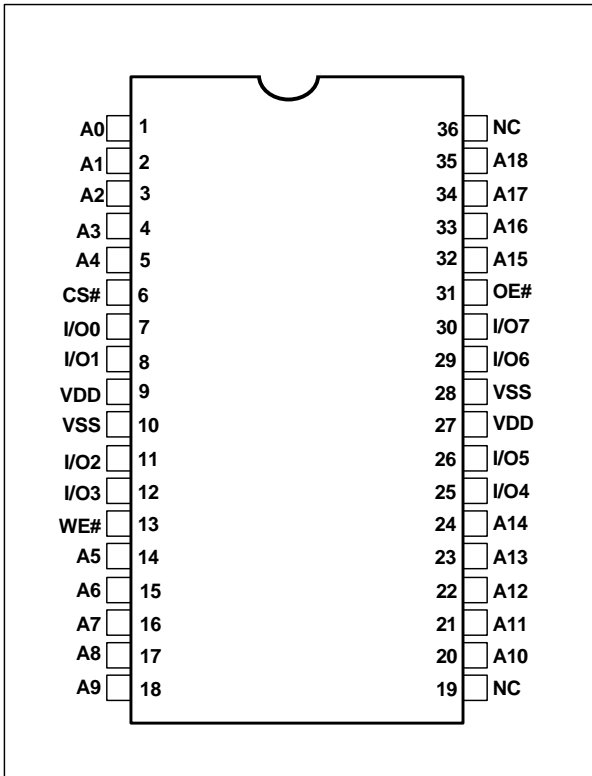 A0 1 36 NC
A1 2 35 A18
A2 3 34 A17
A3 4 33 A16
A4 5 32 A15
CS# 6 31 OE#
I/O0 7 30 I/O7
I/O1 8 29 I/O6
VDD 9 28 VSS
VSS 10 27 VDD
I/O2 11 26 I/O5
I/O3 12 25 I/O4
WE# 13 24 A14
A5 14 23 A13
A6 15 22 A12
A7 16 21 A11
A8 17 20 A10
A9 18 19 NC